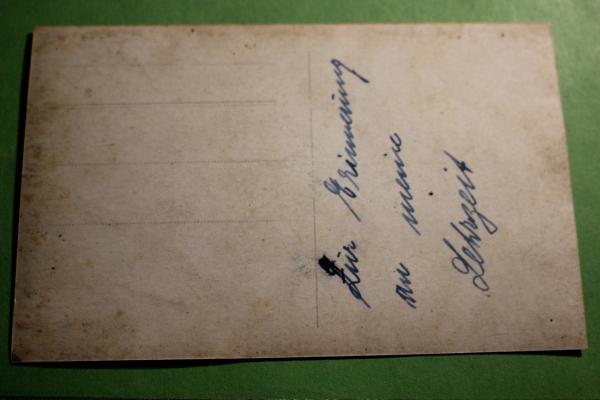 Zur Erinnerung
an meine
Lehrzeit